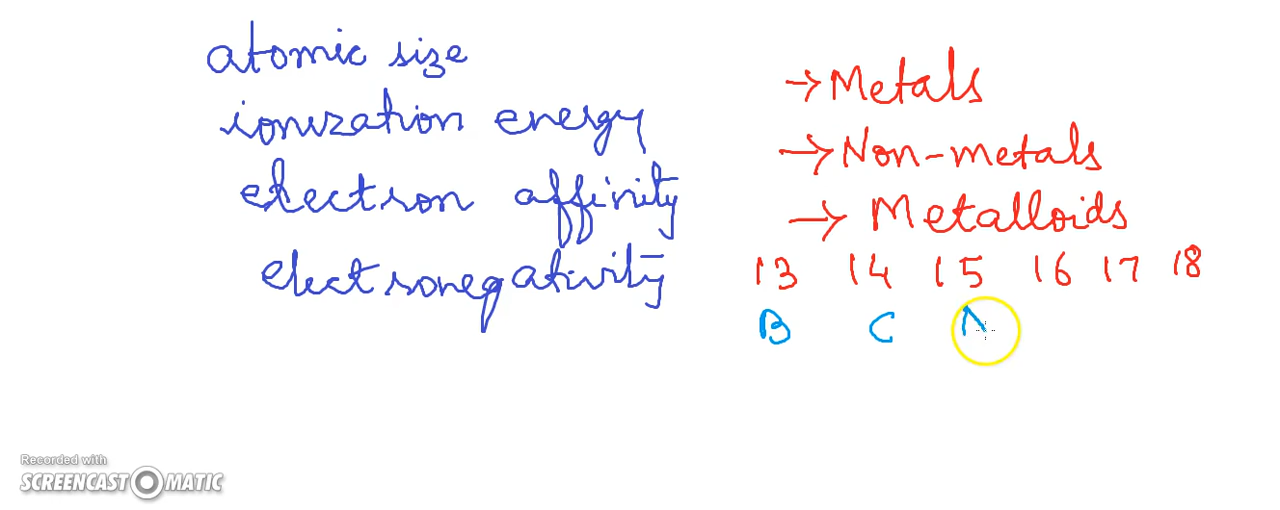 atomic size
ionization energy
electron affinity
electronegativity
→ Metals
→ Non-metals
→ Metalloids
13 14 15 16 17 18
B C
Recorded with
SCREENCAST MATIC